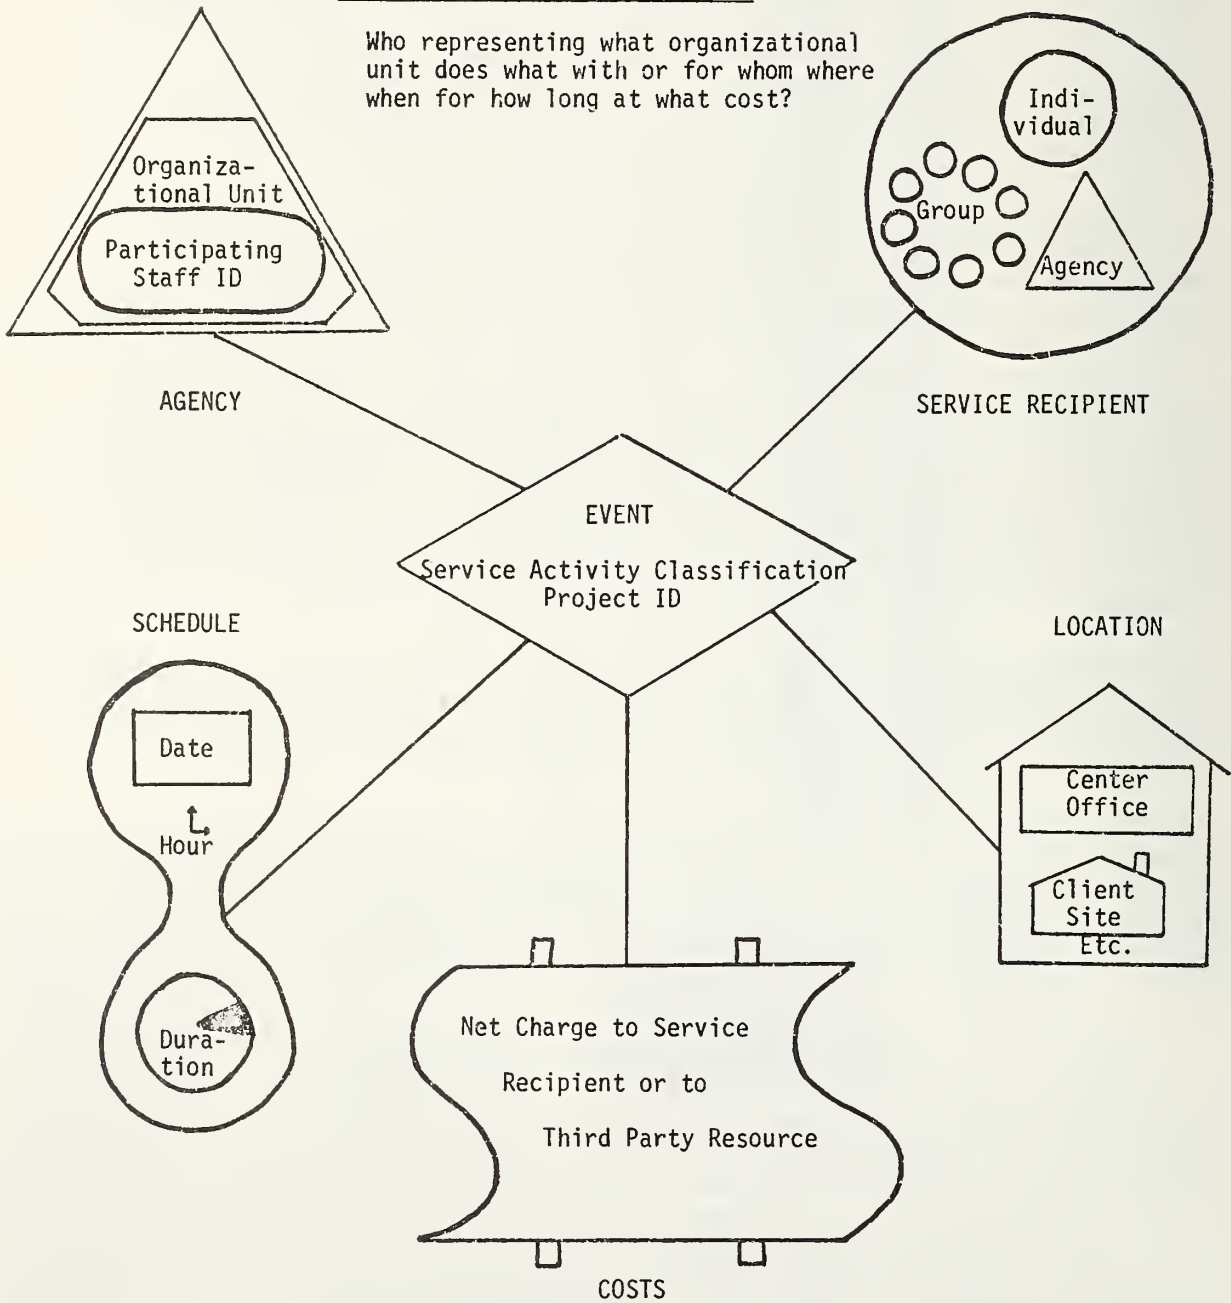 Who representing what organizational
unit does what with or for whom where
when for how long at what cost?
Organiza-
tional Unit
Participating
Staff ID
AGENCY
Indi-
vidual
Group
Agency
SERVICE RECIPIENT
EVENT
Service Activity Classification
Project ID
SCHEDULE
Date
Hour
Dura-
tion
LOCATION
Center
Office
Client
Site
Etc.
Net Charge to Service
Recipient or to
Third Party Resource
COSTS